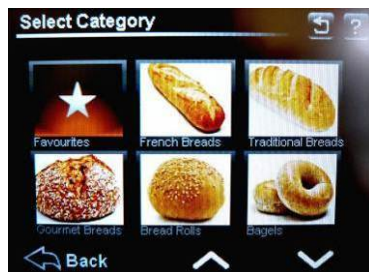 Select Category
?
Favourites
French Breads
Traditional Breads
Gourmet Breads
Bread Rolls
Bagels
Back